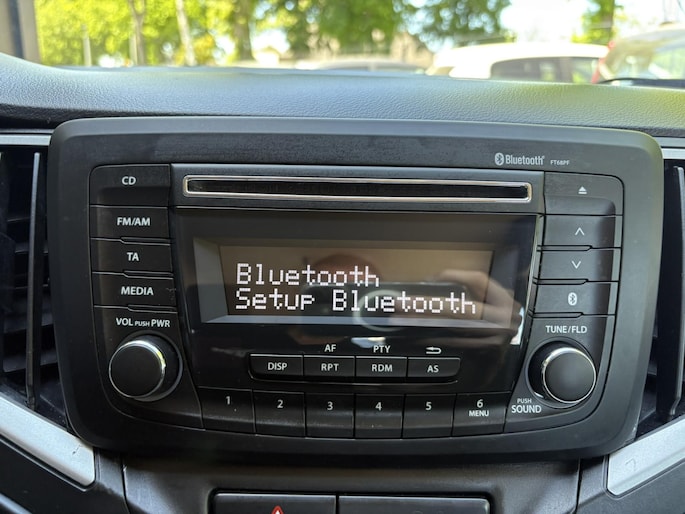 Bluetooth FT68PF
CD
FM/AM
TA
MEDIA
VOL PUSH PWR
Bluetooth
Setup Bluetooth
TUNE/FLD
AF PTY
DISP RPT RDM AS
1 2 3 4 5 6
MENU
PUSH
SOUND